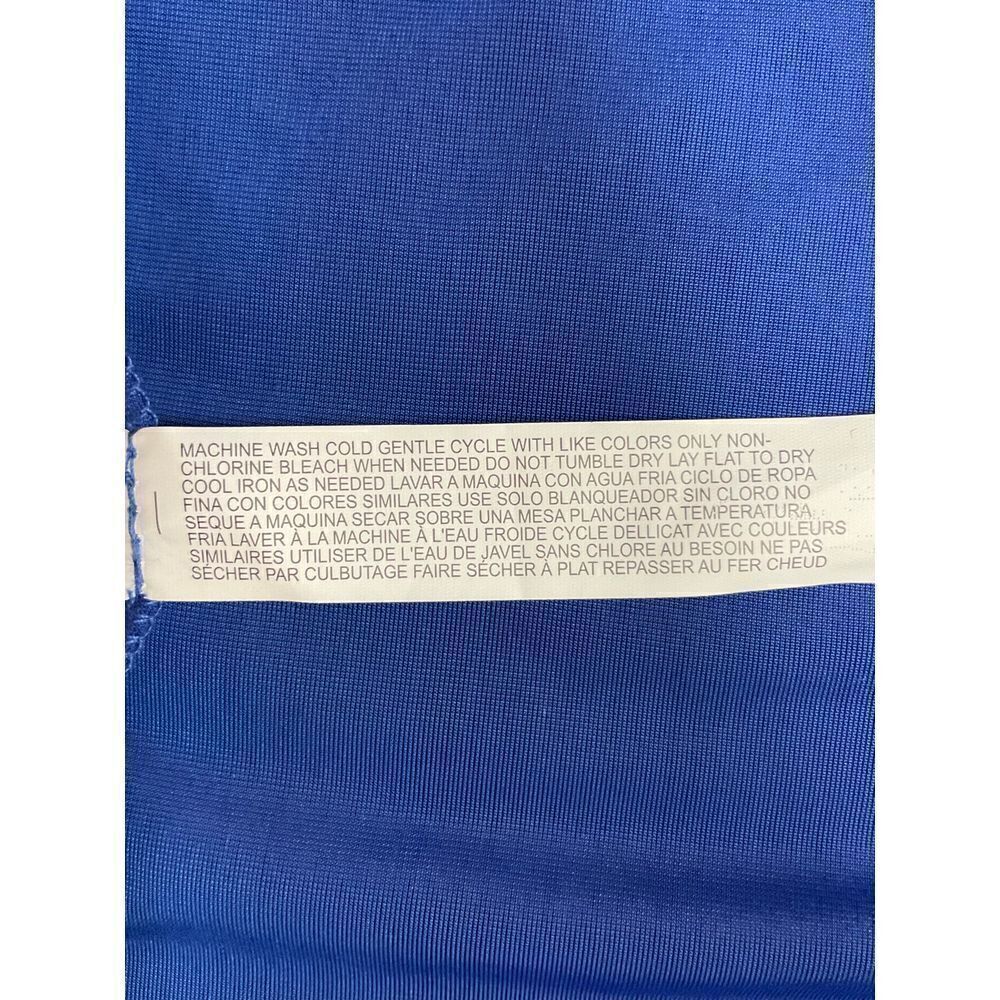 MACHINE WASH COLD GENTLE CYCLE WITH LIKE COLORS ONLY NON-
CHLORINE BLEACH WHEN NEEDED DO NOT TUMBLE DRY LAY FLAT TO DRY
COOL IRON AS NEEDED LAVAR A MAQUINA CON AGUA FRIA CICLO DE ROPA
FINA CON COLORES SIMILARES USE SOLO BLANQUEADOR SIN CLORO NO
SEQUE A MAQUINA SECAR SOBRE UNA MESA PLANCHAR A TEMPERATURA
FRIA LAVER À LA MACHINE À L'EAU FROIDE CYCLE DELLICAT AVEC COULEURS
SIMILAIRES UTILISER DE L'EAU DE JAVEL SANS CHLORE AU BESOIN NE PAS
SÉCHER PAR CULBUTAGE FAIRE SÉCHER À PLAT REPASSER AU FER CHEUD